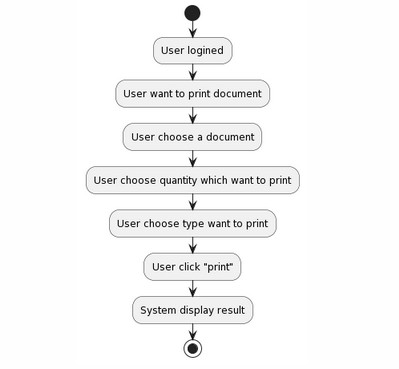 User logined
User want to print document
User choose a document
User choose quantity which want to print
User choose type want to print
User click "print"
System display result